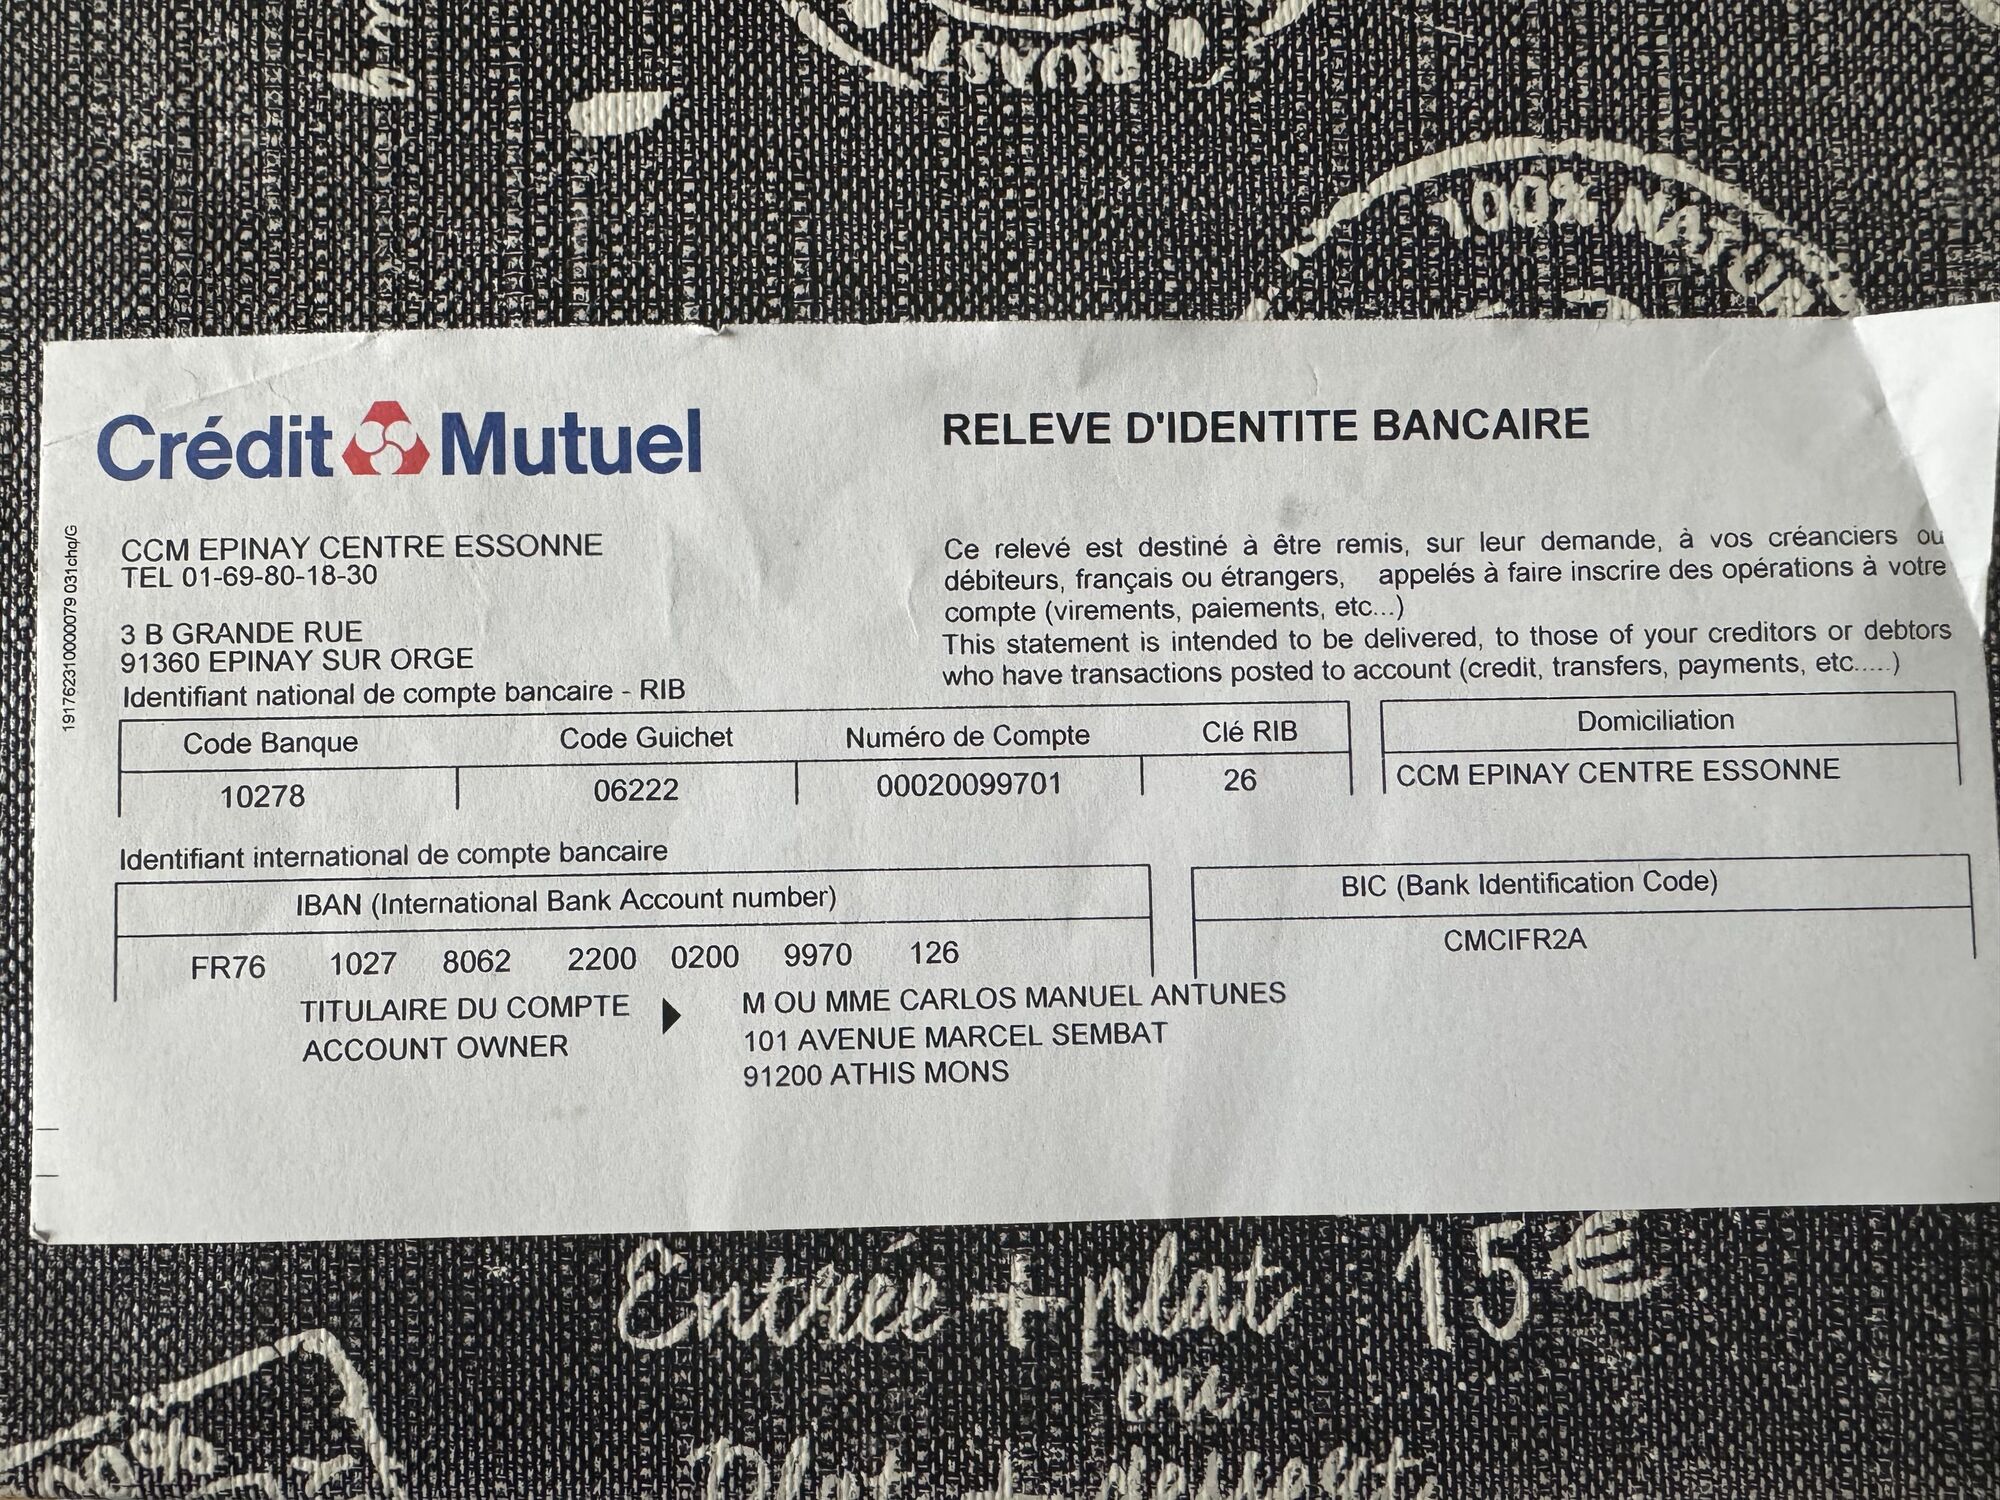 ROAST
100% NATUR
Crédit Mutuel
RELEVE D'IDENTITE BANCAIRE
CCM EPINAY CENTRE ESSONNE
TEL 01-69-80-18-30
3 B GRANDE RUE
91360 EPINAY SUR ORGE
Ce relevé est destiné à être remis, sur leur demande, à vos créanciers ou
débiteurs, français ou étrangers, appelés à faire inscrire des opérations à votre
compte (virements, paiements, etc...)
This statement is intended to be delivered, to those of your creditors or debtors
who have transactions posted to account (credit, transfers, payments, etc.....)
1917623100000079 031chq/G
Identifiant national de compte bancaire - RIB
Code Banque Code Guichet Numéro de Compte Clé RIB Domiciliation
10278 06222 00020099701 26 CCM EPINAY CENTRE ESSONNE
Identifiant international de compte bancaire
IBAN (International Bank Account number) BIC (Bank Identification Code)
FR76 1027 8062 2200 0200 9970 126 CMCIFR2A
TITULAIRE DU COMPTE M OU MME CARLOS MANUEL ANTUNES
ACCOUNT OWNER 101 AVENUE MARCEL SEMBAT
91200 ATHIS MONS
Entrée + plat 15€
ou